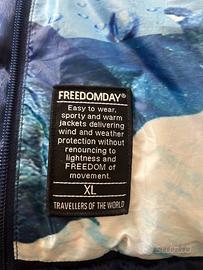 FREEDOMDAY®
Easy to wear,
sporty and warm
jackets delivering
wind and weather
protection without
renouncing to
lightness and
FREEDOM of
movement.
XL
TRAVELLERS OF THE WORLD